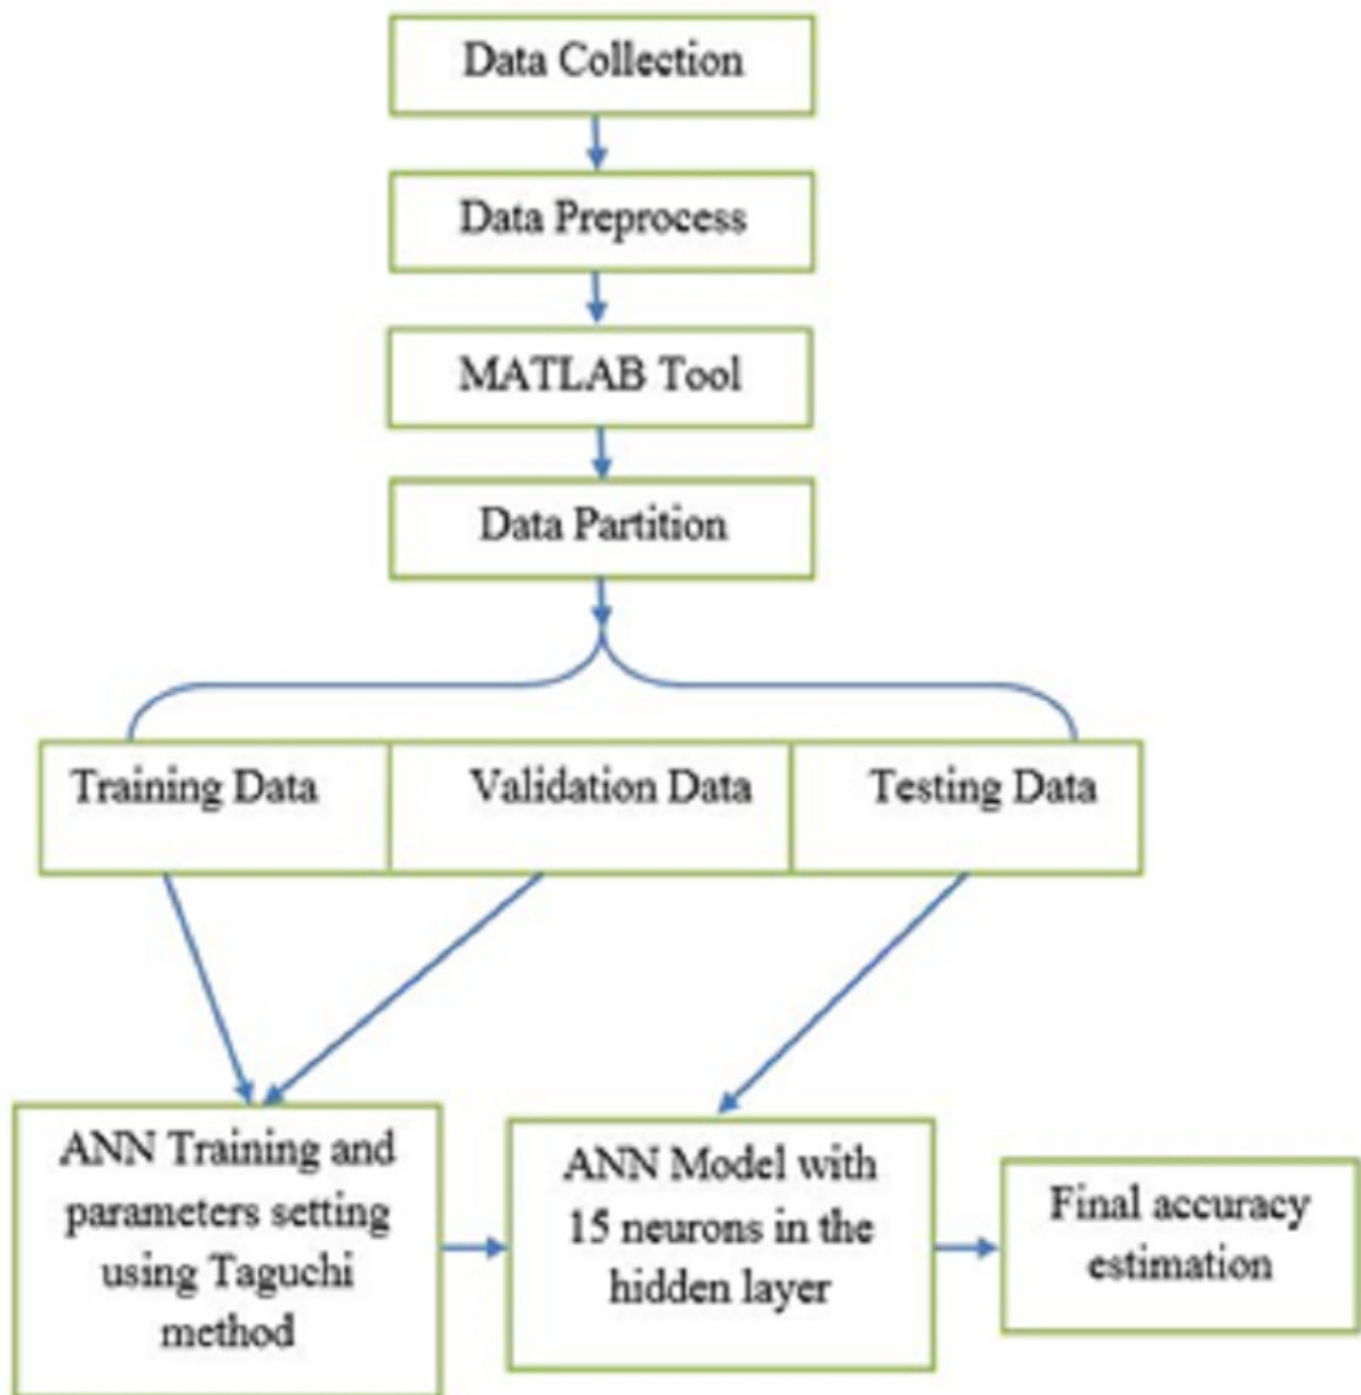 Data Collection
Data Preprocess
MATLAB Tool
Data Partition
Training Data
Validation Data
Testing Data
ANN Training and
parameters setting
using Taguchi
method
ANN Model with
15 neurons in the
hidden layer
Final accuracy
estimation